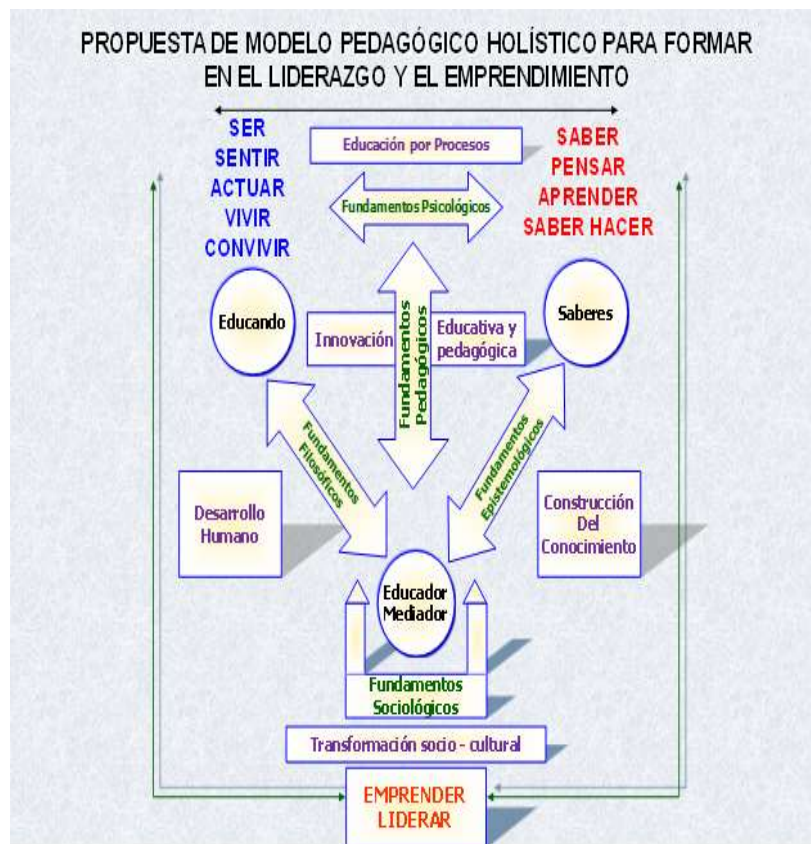 PROPUESTA DE MODELO PEDAGÓGICO HOLÍSTICO PARA FORMAR
EN EL LIDERAZGO Y EL EMPRENDIMIENTO
SER
SENTIR
ACTUAR
VIVIR
CONVIVIR
Educación por Procesos
Fundamentos Psicológicos
SABER
PENSAR
APRENDER
SABER HACER
Educando
Innovación
Fundamentos
Pedagógicos
Educativa y
pedagógica
Saberes
Fundamentos
Filosóficos
Fundamentos
Epistemológicos
Desarrollo
Humano
Construcción
Del
Conocimiento
Educador
Mediador
Fundamentos
Sociológicos
Transformación socio - cultural
EMPRENDER
LIDERAR